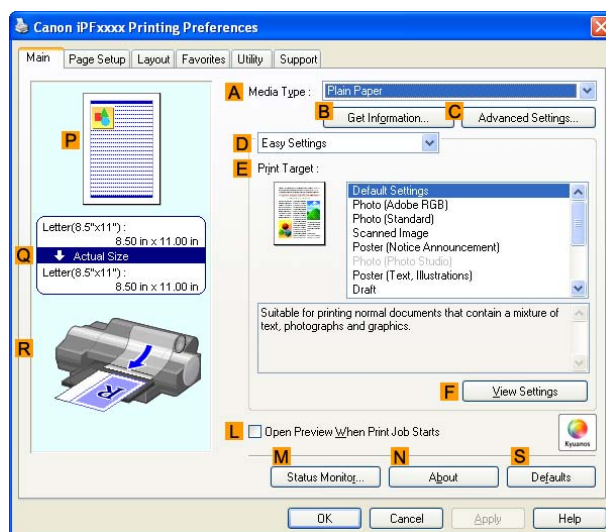 Canon iPFxxxx Printing Preferences
Main Page Setup Layout Favorites Utility Support
A Media Type : Plain Paper
B Get Information... C Advanced Settings...
D Easy Settings
E Print Target :
Default Settings
Photo (Adobe RGB)
Photo (Standard)
Scanned Image
Poster (Notice Announcement)
Photo (Photo Studio)
Poster (Text, Illustrations)
Draft
P
Letter(8.5"x11") :
8.50 in x 11.00 in
Q Actual Size
Letter(8.5"x11") :
8.50 in x 11.00 in
R
R
Suitable for printing normal documents that contain a mixture of
text, photographs and graphics.
F View Settings
L Open Preview When Print Job Starts
Kyuanos
M Status Monitor... N About S Defaults
OK Cancel Apply Help